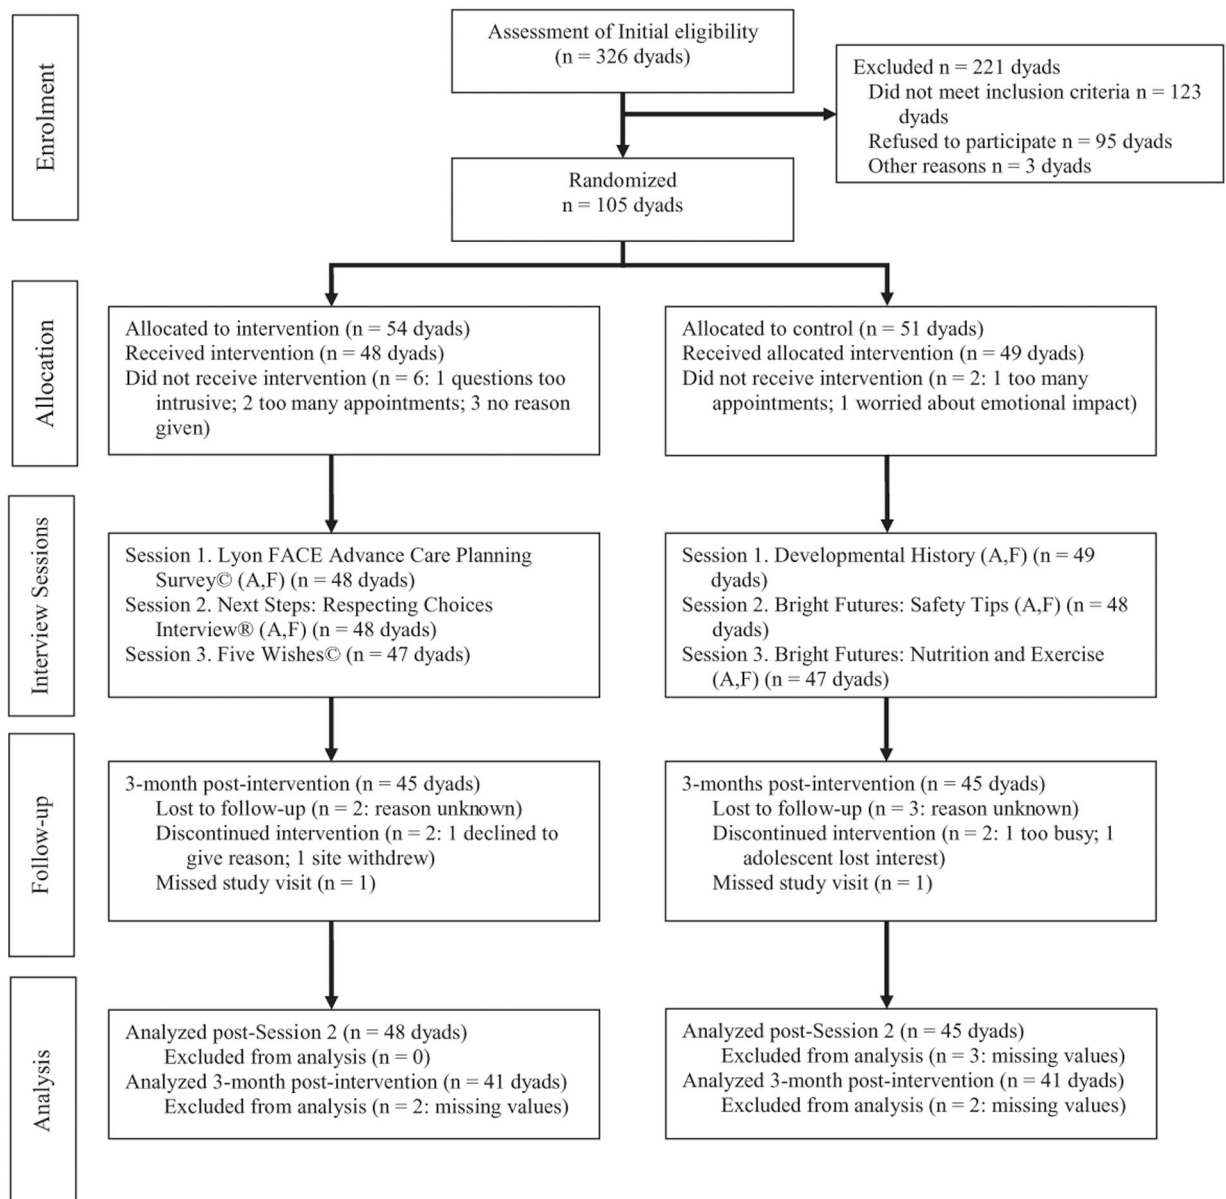 Enrolment
Assessment of Initial eligibility
(n = 326 dyads)
Excluded n = 221 dyads
Did not meet inclusion criteria n = 123
dyads
Refused to participate n = 95 dyads
Other reasons n = 3 dyads
Randomized
n = 105 dyads
Allocation
Allocated to intervention (n = 54 dyads)
Received intervention (n = 48 dyads)
Did not receive intervention (n = 6: 1 questions too
intrusive; 2 too many appointments; 3 no reason
given)
Allocated to control (n = 51 dyads)
Received allocated intervention (n = 49 dyads)
Did not receive intervention (n = 2: 1 too many
appointments; 1 worried about emotional impact)
Interview Sessions
Session 1. Lyon FACE Advance Care Planning
Survey© (A,F) (n = 48 dyads)
Session 2. Next Steps: Respecting Choices
Interview® (A,F) (n = 48 dyads)
Session 3. Five Wishes© (n = 47 dyads)
Session 1. Developmental History (A,F) (n = 49
dyads)
Session 2. Bright Futures: Safety Tips (A,F) (n = 48
dyads)
Session 3. Bright Futures: Nutrition and Exercise
(A,F) (n = 47 dyads)
Follow-up
3-month post-intervention (n = 45 dyads)
Lost to follow-up (n = 2: reason unknown)
Discontinued intervention (n = 2: 1 declined to
give reason; 1 site withdrew)
Missed study visit (n = 1)
3-months post-intervention (n = 45 dyads)
Lost to follow-up (n = 3: reason unknown)
Discontinued intervention (n = 2: 1 too busy; 1
adolescent lost interest)
Missed study visit (n = 1)
Analysis
Analyzed post-Session 2 (n = 48 dyads)
Excluded from analysis (n = 0)
Analyzed 3-month post-intervention (n = 41 dyads)
Excluded from analysis (n = 2: missing values)
Analyzed post-Session 2 (n = 45 dyads)
Excluded from analysis (n = 3: missing values)
Analyzed 3-month post-intervention (n = 41 dyads)
Excluded from analysis (n = 2: missing values)